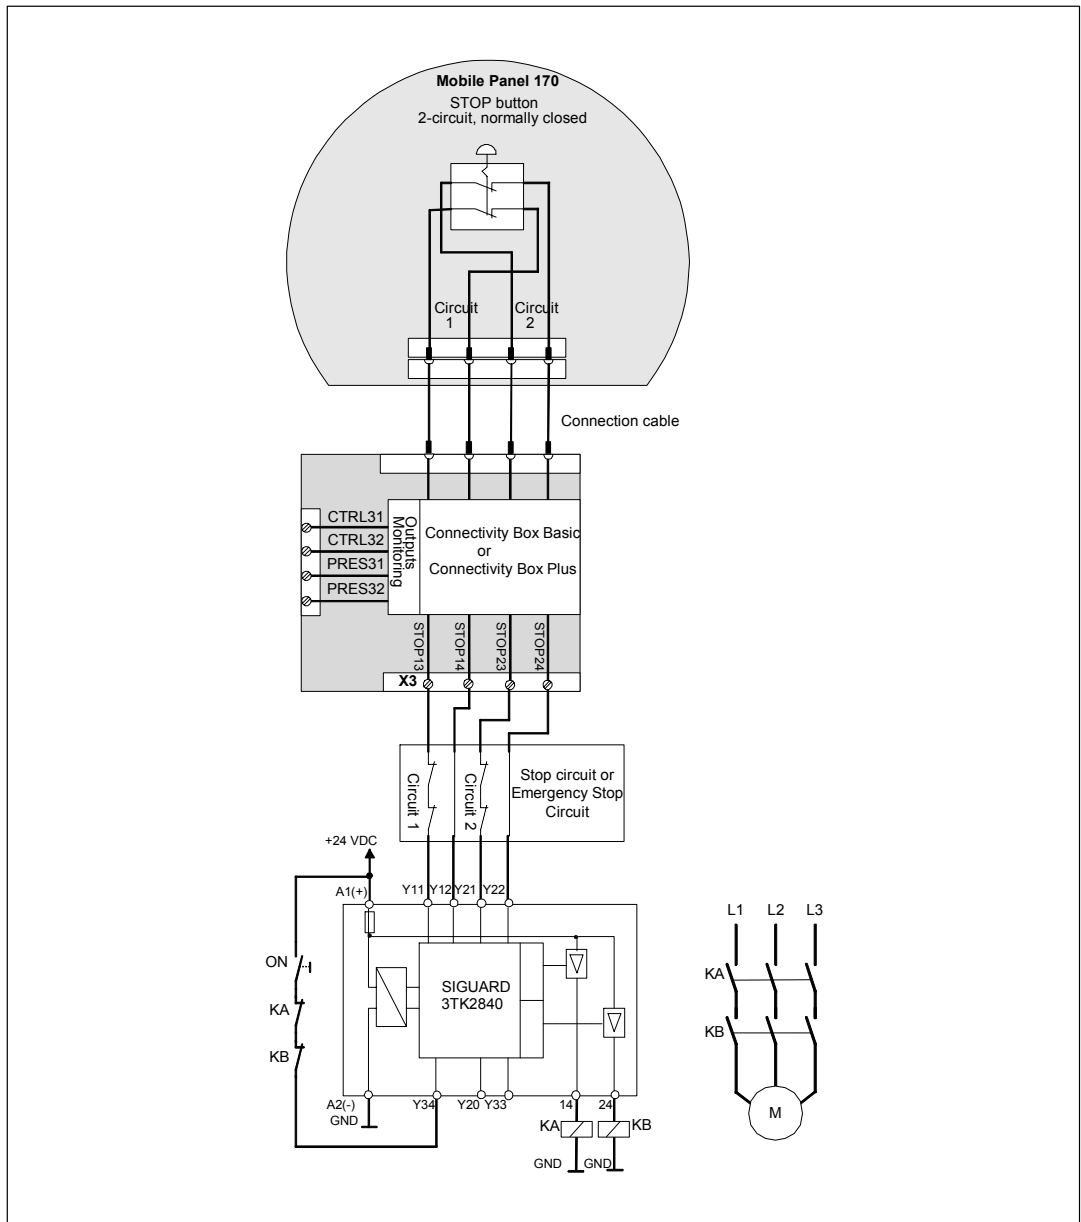 Mobile Panel 170
STOP button
2-circuit, normally closed
Circuit
1
Circuit
2
Connection cable
CTRL31
CTRL32
PRES31
PRES32
Outputs
Monitoring
Connectivity Box Basic
or
Connectivity Box Plus
STOP13
STOP14
STOP23
STOP24
X3
Circuit 1
Circuit 2
Stop circuit or
Emergency Stop
Circuit
+24 VDC
A1(+)
Y11
Y12
Y21
Y22
ON
KA
KB
SIGUARD
3TK2840
A2(-)
GND
Y34
Y20
Y33
14
24
KA
KB
GND
GND
L1
L2
L3
KA
KB
M